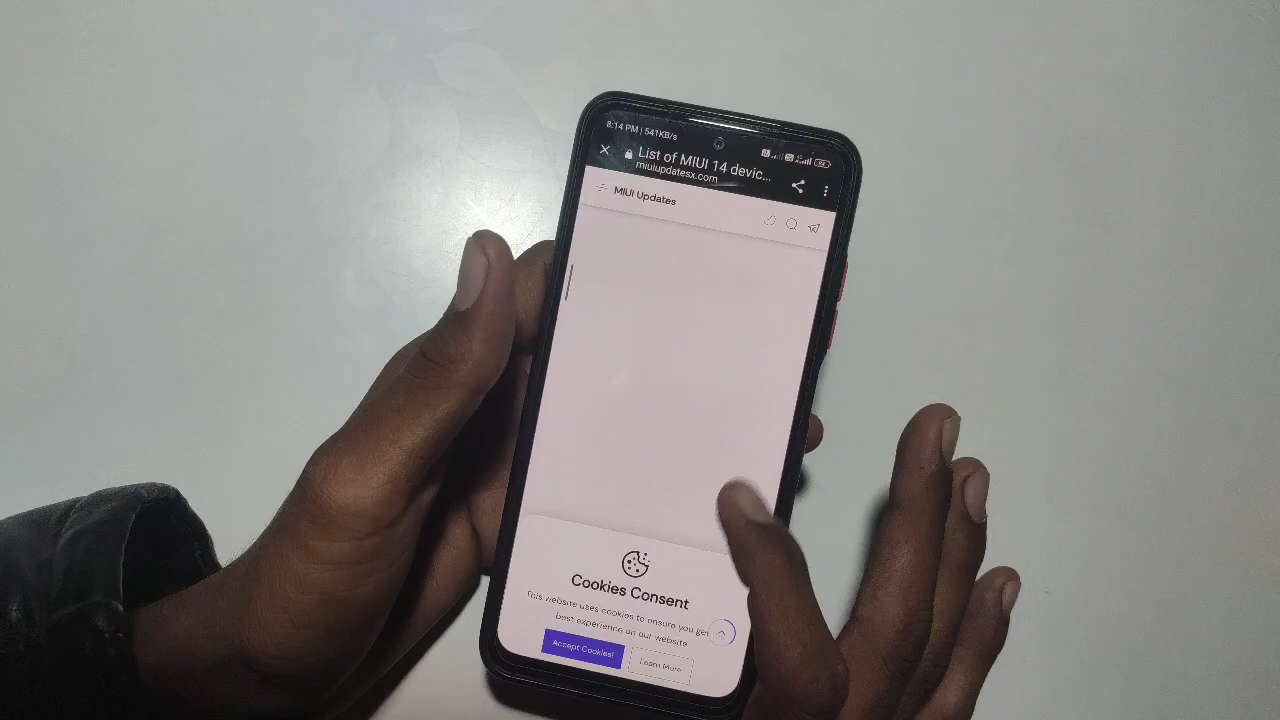 8:14 PM | 541KB/s
List of MIUI 14 devic...
miuiupdatesx.com
MIUI Updates
Cookies Consent
This website uses cookies to ensure you get
best experience on our website.
Accept Cookies!
Learn More